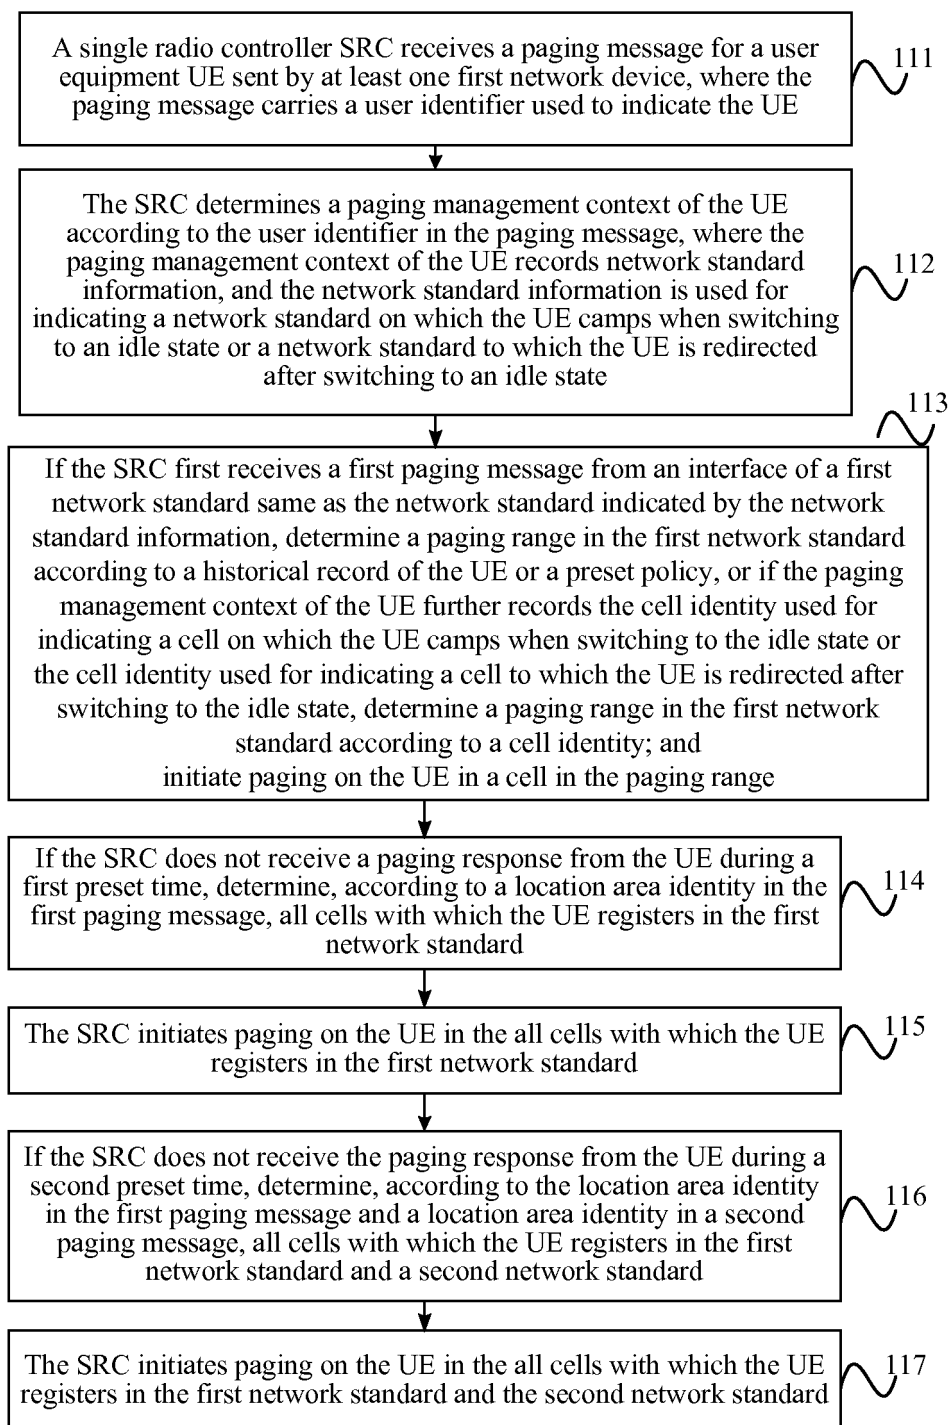 A single radio controller SRC receives a paging message for a user
equipment UE sent by at least one first network device, where the
paging message carries a user identifier used to indicate the UE
111
The SRC determines a paging management context of the UE
according to the user identifier in the paging message, where the
paging management context of the UE records network standard
information, and the network standard information is used for
indicating a network standard on which the UE camps when switching
to an idle state or a network standard to which the UE is redirected
after switching to an idle state
112
113
If the SRC first receives a first paging message from an interface of a first
network standard same as the network standard indicated by the network
standard information, determine a paging range in the first network standard
according to a historical record of the UE or a preset policy, or if the paging
management context of the UE further records the cell identity used for
indicating a cell on which the UE camps when switching to the idle state or
the cell identity used for indicating a cell to which the UE is redirected after
switching to the idle state, determine a paging range in the first network
standard according to a cell identity; and
initiate paging on the UE in a cell in the paging range
If the SRC does not receive a paging response from the UE during a
first preset time, determine, according to a location area identity in the
first paging message, all cells with which the UE registers in the first
network standard
114
The SRC initiates paging on the UE in the all cells with which the UE
registers in the first network standard
115
If the SRC does not receive the paging response from the UE during a
second preset time, determine, according to the location area identity
in the first paging message and a location area identity in a second
paging message, all cells with which the UE registers in the first
network standard and a second network standard
116
The SRC initiates paging on the UE in the all cells with which the UE
registers in the first network standard and the second network standard
117